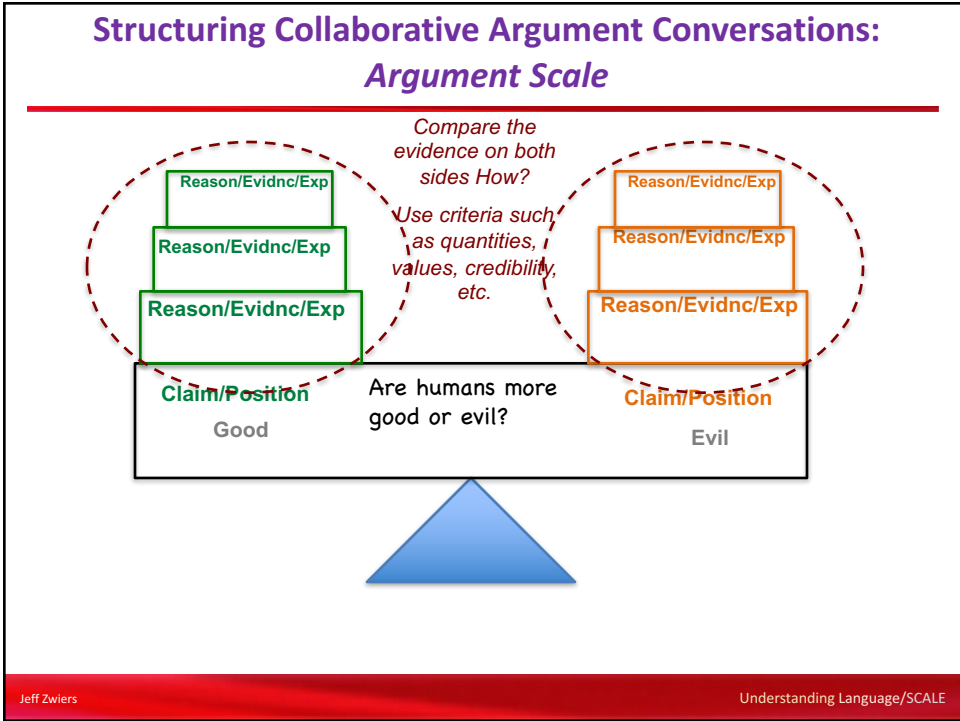 Structuring Collaborative Argument Conversations:
Argument Scale
Compare the
evidence on both
sides How?
Use criteria such
as quantities,
values, credibility,
etc.
Reason/Evidnc/Exp
Reason/Evidnc/Exp
Reason/Evidnc/Exp
Claim/Position
Good
Are humans more
good or evil?
Reason/Evidnc/Exp
Reason/Evidnc/Exp
Reason/Evidnc/Exp
Claim/Position
Evil
Jeff Zwiers
Understanding Language/SCALE